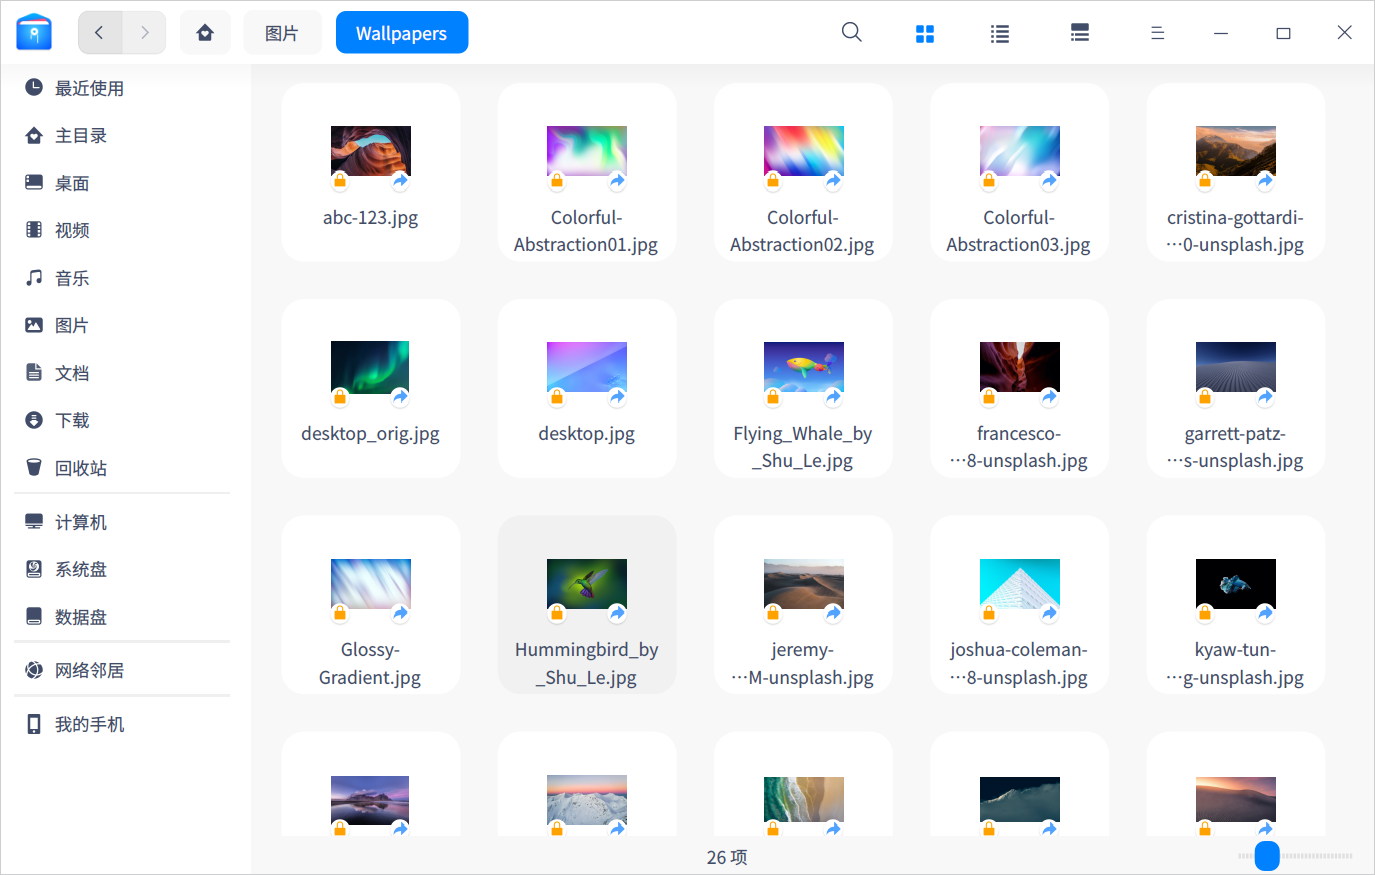 图片
Wallpapers
最近使用
主目录
桌面
视频
音乐
图片
文档
下载
回收站
计算机
系统盘
数据盘
网络邻居
我的手机
abc-123.jpg
Colorful-
Abstraction01.jpg
Colorful-
Abstraction02.jpg
Colorful-
Abstraction03.jpg
cristina-gottardi-
···0-unsplash.jpg
desktop_orig.jpg
desktop.jpg
Flying_Whale_by
_Shu_Le.jpg
francesco-
···8-unsplash.jpg
garrett-patz-
···s-unsplash.jpg
Glossy-
Gradient.jpg
Hummingbird_by
_Shu_Le.jpg
jeremy-
···M-unsplash.jpg
joshua-coleman-
···8-unsplash.jpg
kyaw-tun-
···g-unsplash.jpg
26 项